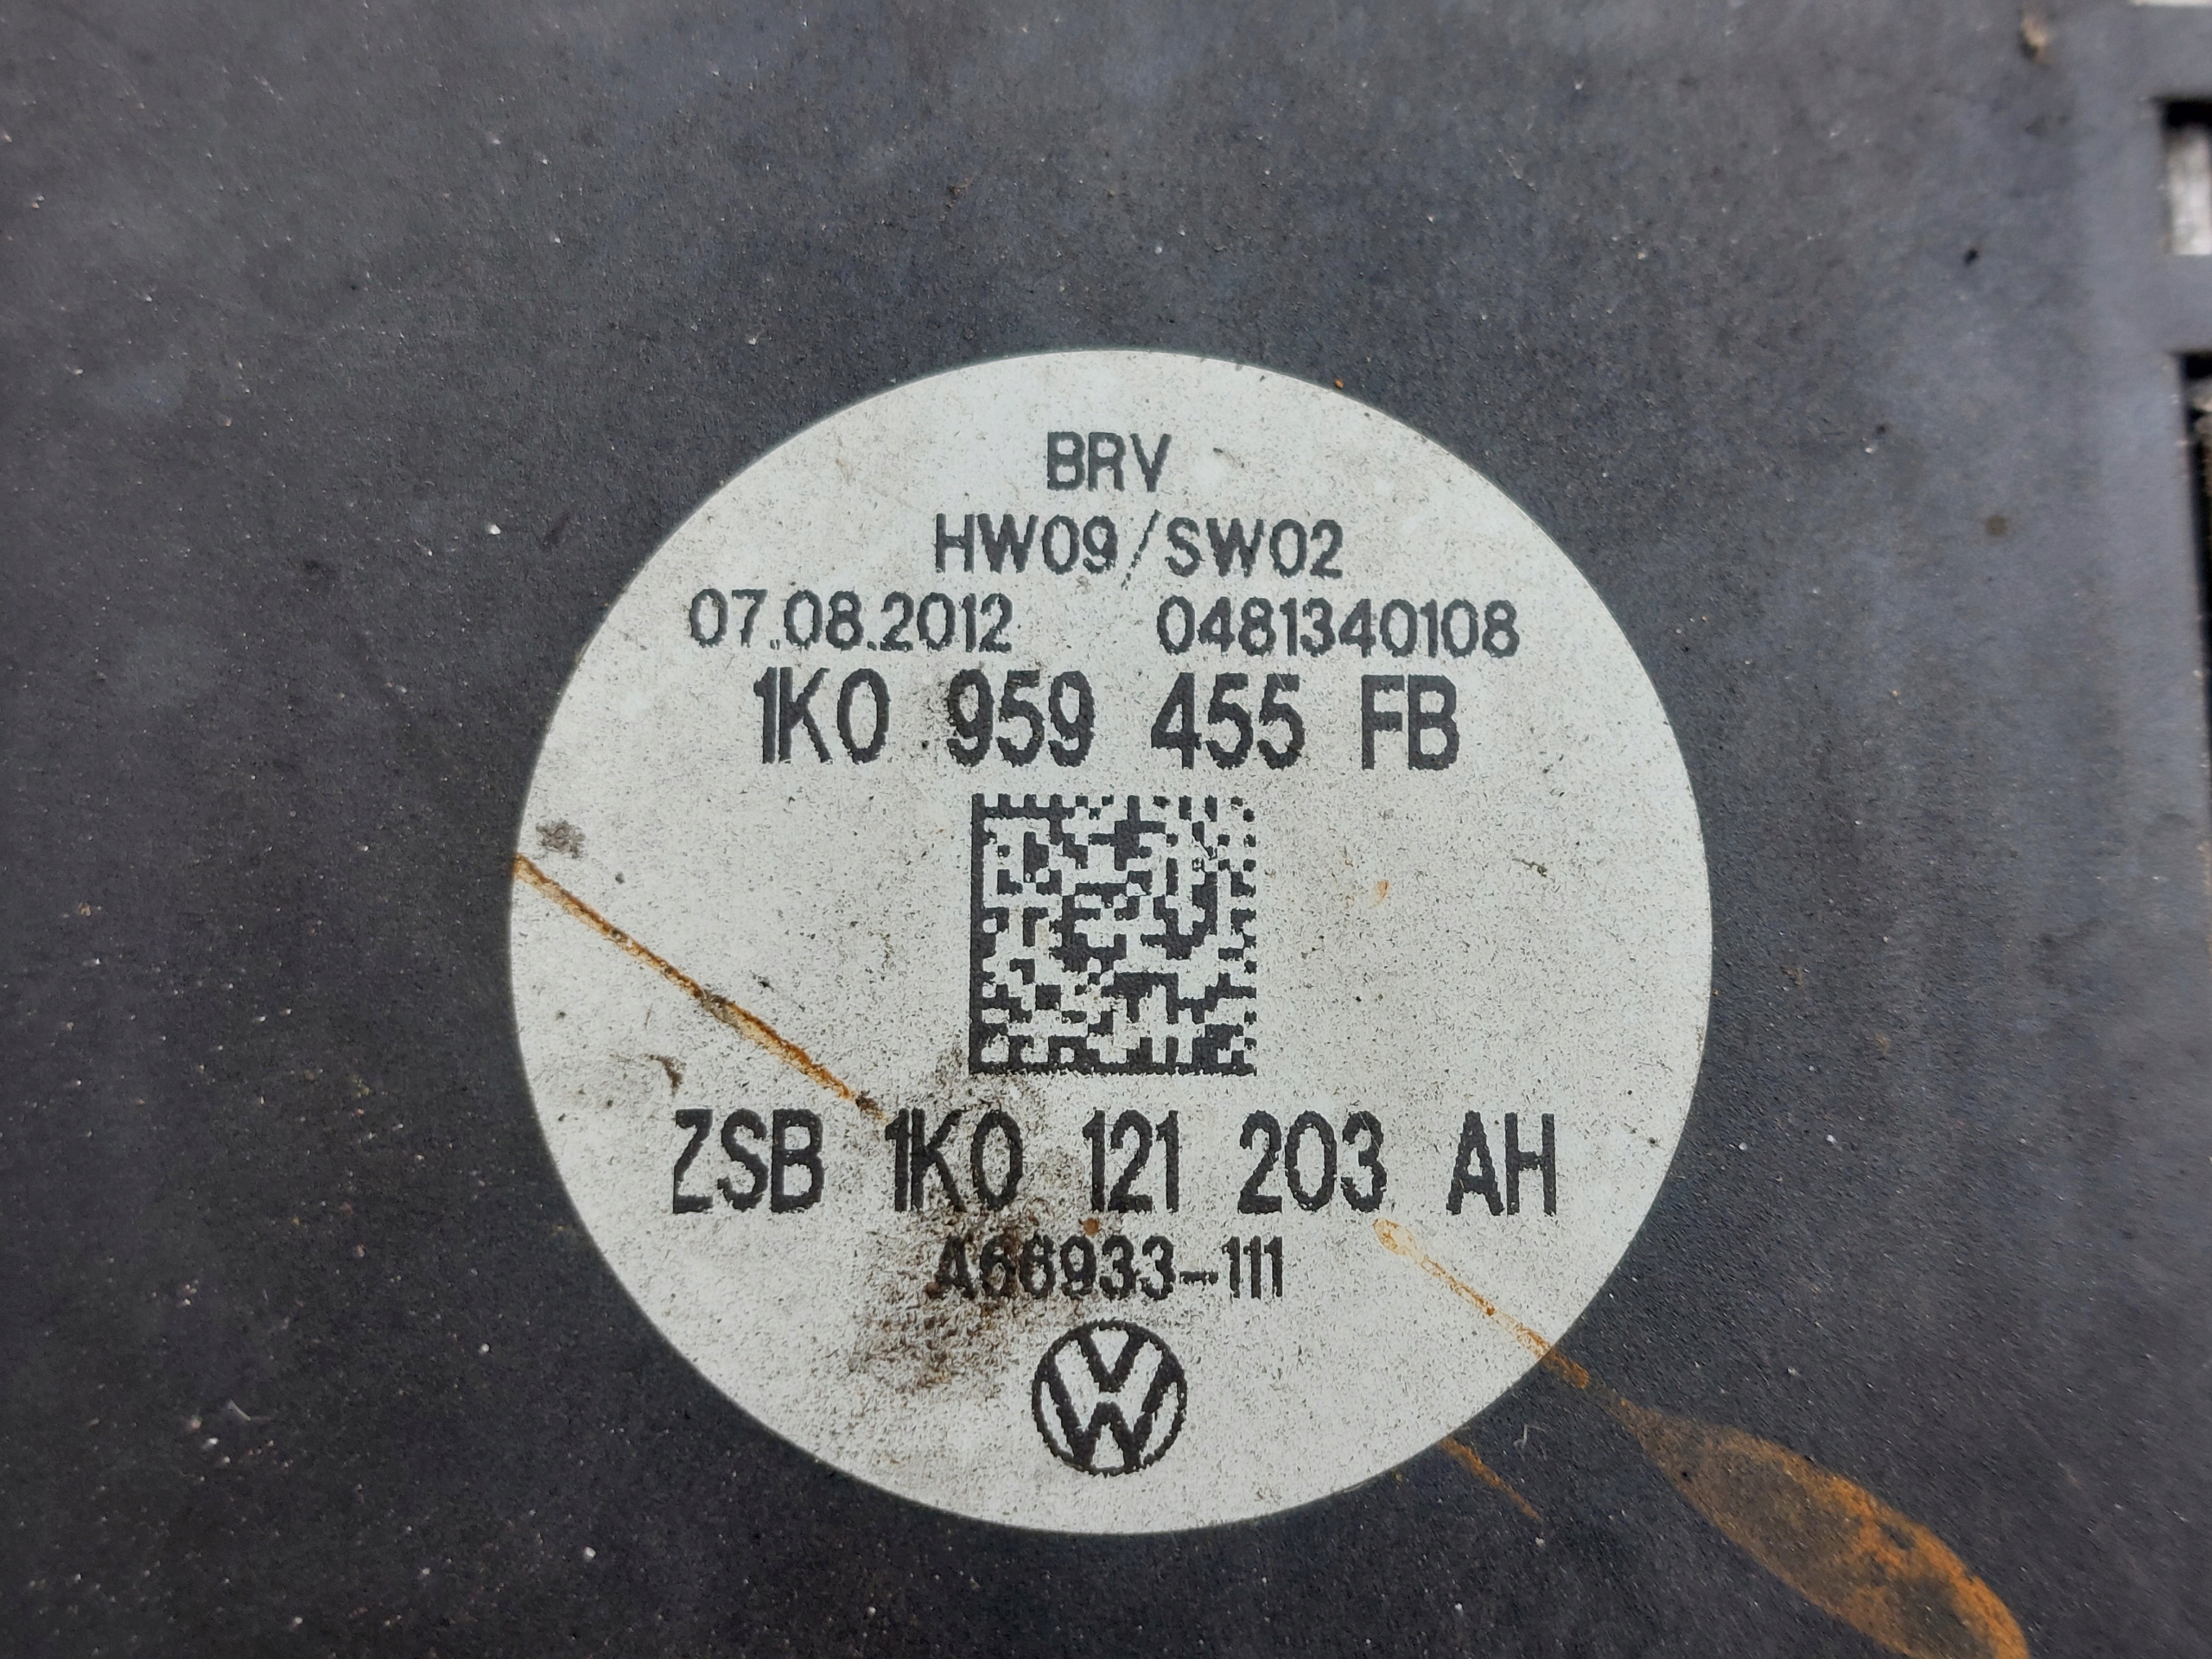 BRV
HW09/SW02
07.08.2012 0481340108
1K0 959 455 FB
ZSB 1K0 121 203 AH
A66933-111